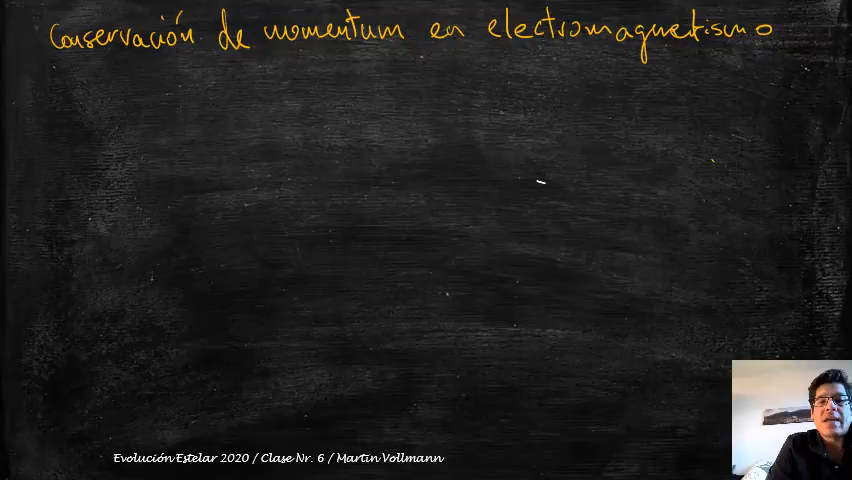 Conservación de momentum en electromagnetismo
Evolución Estelar 2020 / Clase Nr. 6 / Martin Vollmann